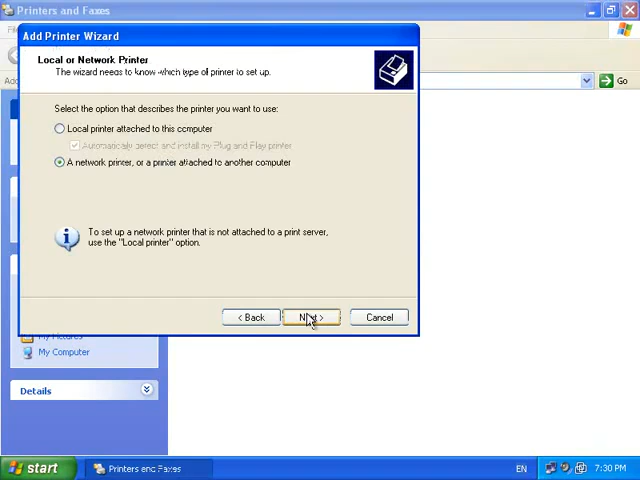 Printers and Faxes
Add Printer Wizard
Local or Network Printer
The wizard needs to know which type of printer to set up.
Go
Select the option that describes the printer you want to use:
Local printer attached to this computer
Automatically detect and install my Plug and Play printer
A network printer, or a printer attached to another computer
To set up a network printer that is not attached to a print server,
use the "Local printer" option.
< Back
Cancel
My Pictures
My Computer
Details
start
Printers and Faxes
EN
7:30 PM